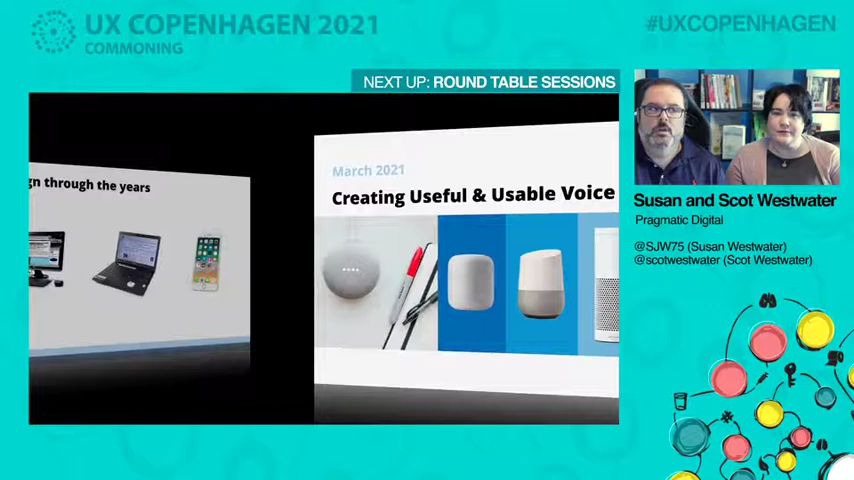 UX COPENHAGEN 2021
COMMONING
#UXCOPENHAGEN
NEXT UP: ROUND TABLE SESSIONS
gn through the years
March 2021
Creating Useful & Usable Voice
Susan and Scot Westwater
Pragmatic Digital
@SJW75 (Susan Westwater)
@scotwestwater (Scot Westwater)